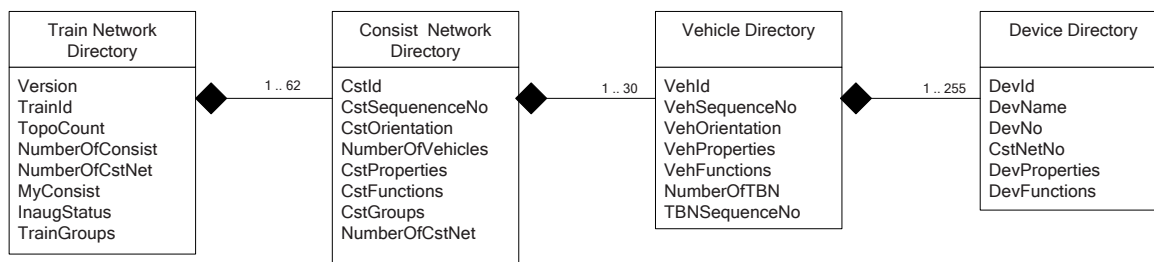 Train Network
Directory
Version
TrainId
TopoCount
NumberOfConsist
NumberOfCstNet
MyConsist
InaugStatus
TrainGroups
1 .. 62
Consist Network
Directory
CstId
CstSequenenceNo
CstOrientation
NumberOfVehicles
CstProperties
CstFunctions
CstGroups
NumberOfCstNet
1 .. 30
Vehicle Directory
VehId
VehSequenceNo
VehOrientation
VehProperties
VehFunctions
NumberOfTBN
TBNSequenceNo
1 .. 255
Device Directory
DevId
DevName
DevNo
CstNetNo
DevProperties
DevFunctions